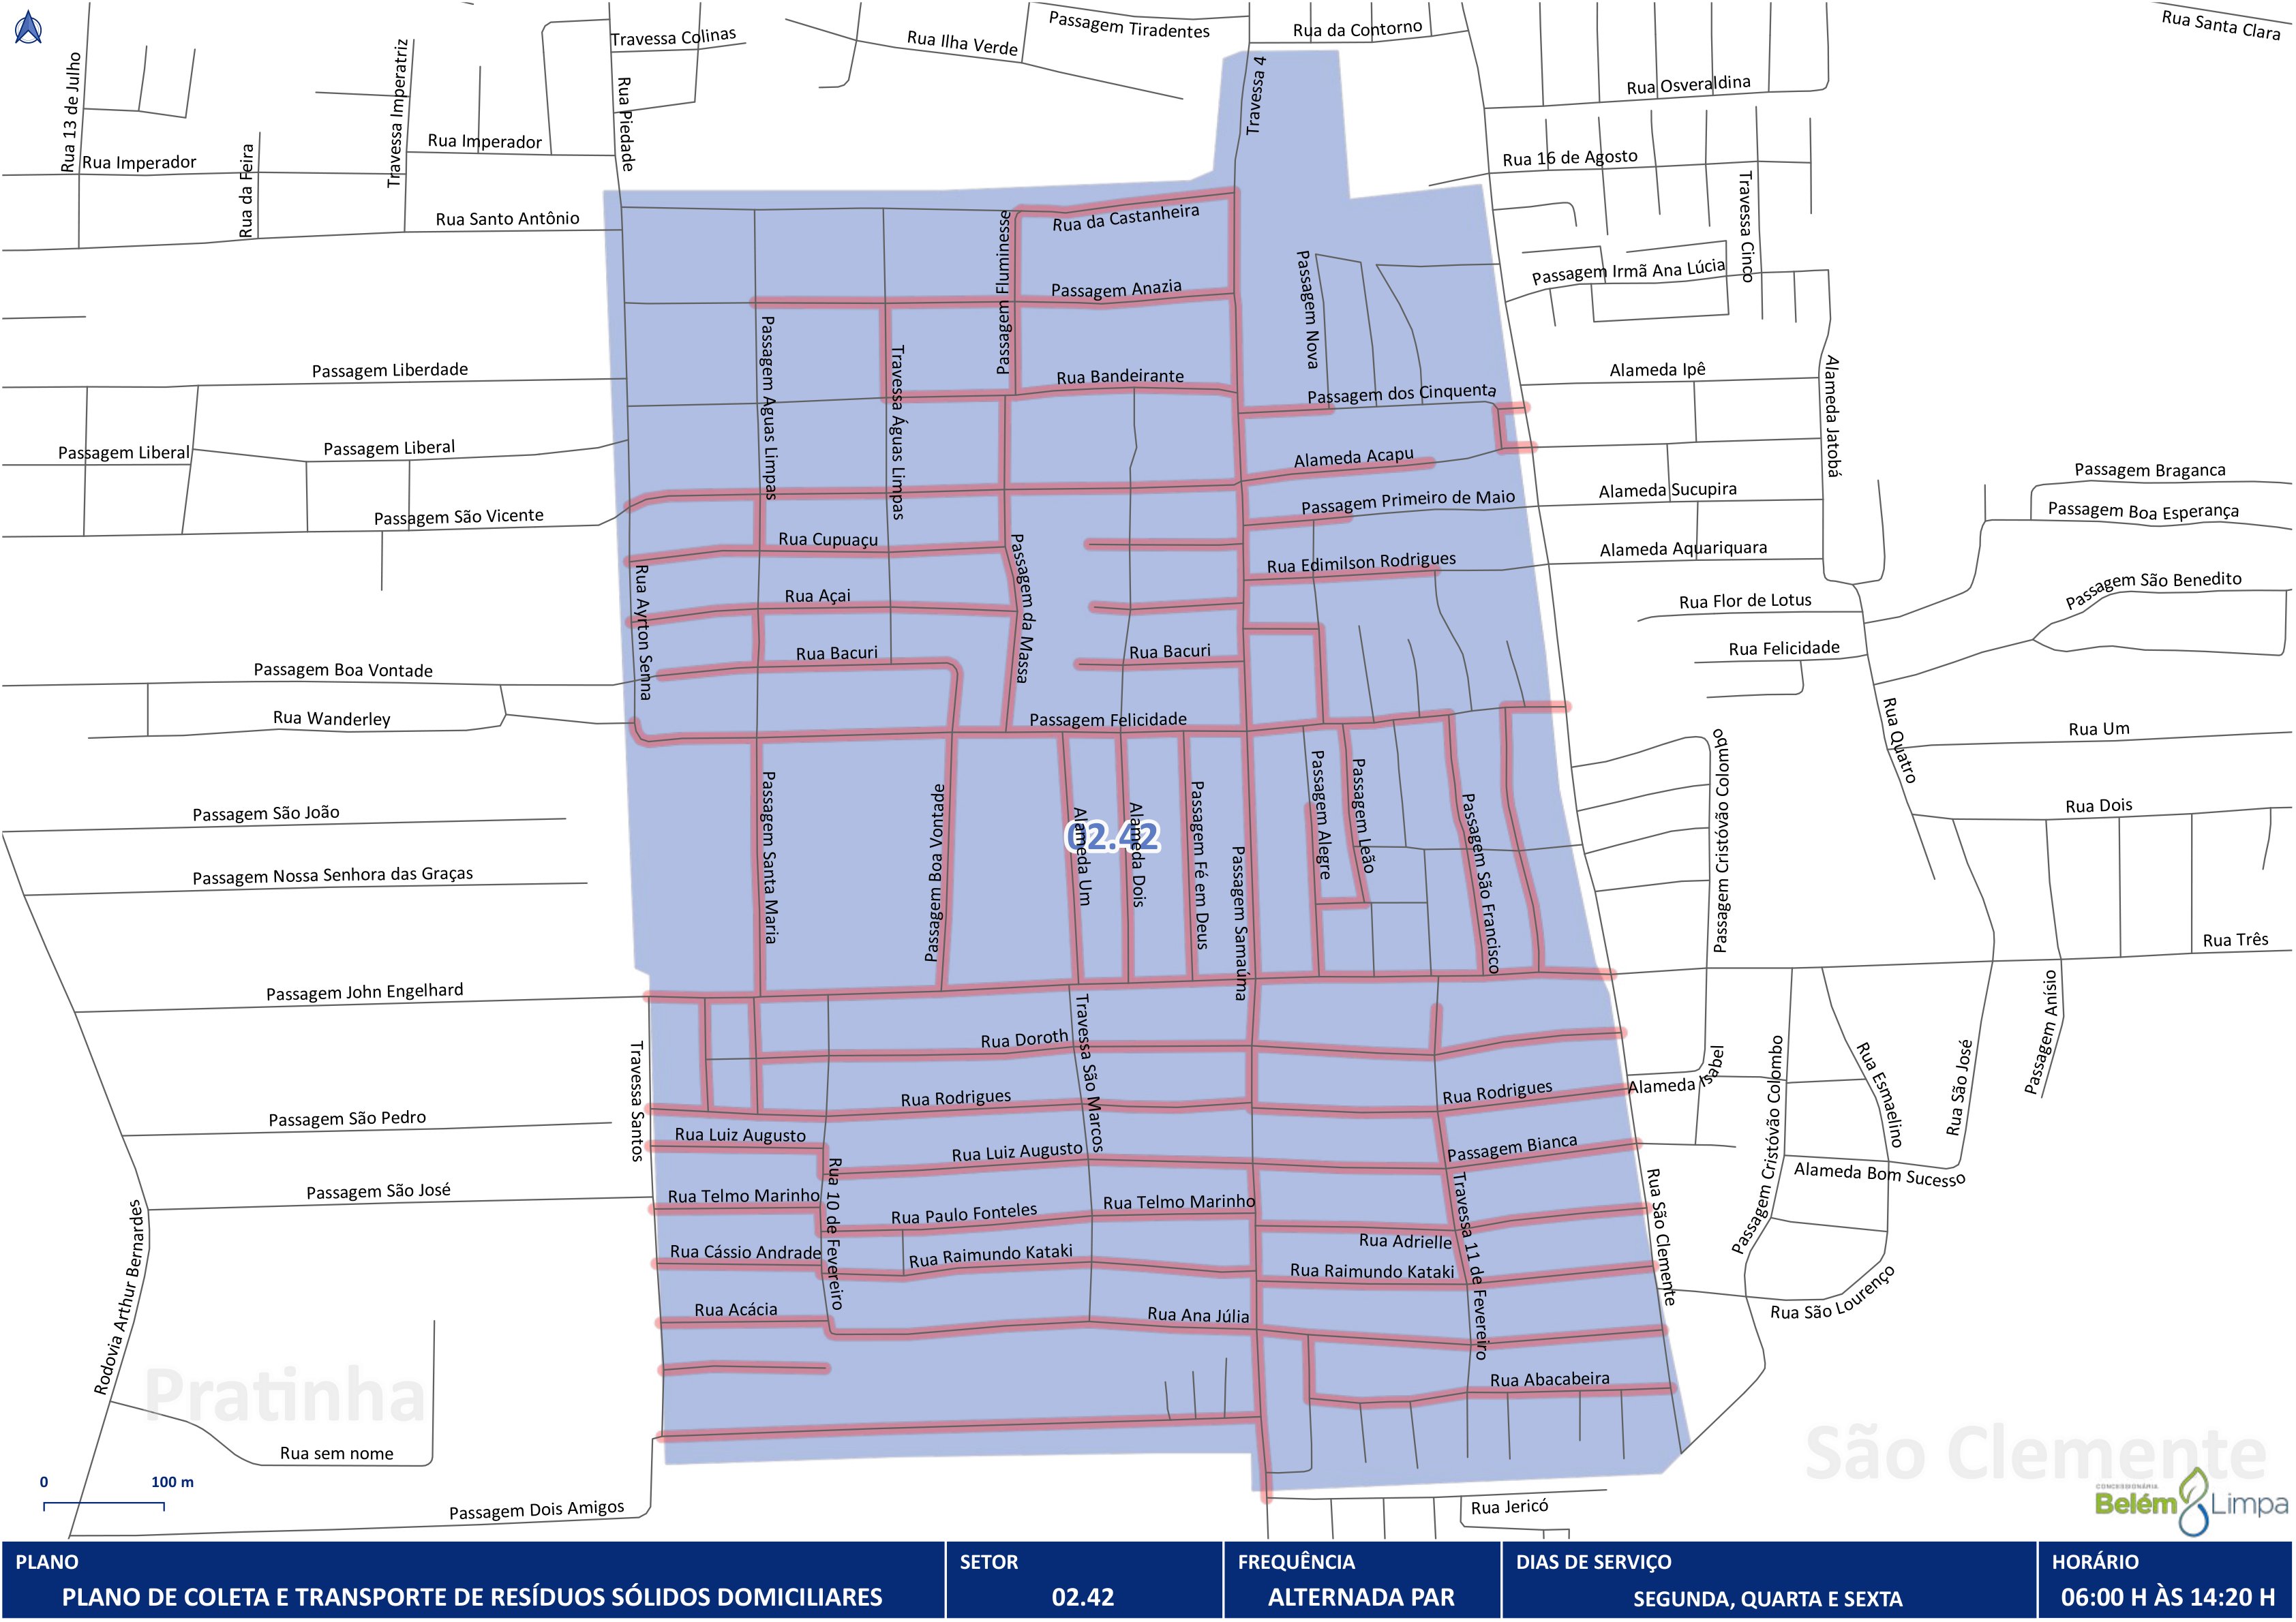 Rua Santa Clara
Passagem Tiradentes
Rua da Contorno
Travessa Colinas
Rua Ilha Verde
Rua 13 de Julho
Travessa Imperatriz
Rua Piedade
Travessa 4
Rua Osveraldina
Rua Imperador
Rua Imperador
Rua da Feira
Rua 16 de Agosto
Travessa Cinco
Rua Santo Antônio
Passagem Fluminesse
Rua da Castanheira
Passagem Nova
Passagem Irmã Ana Lúcia
Passagem Anazia
Passagem Aguas Limpas
Travessa Águas Limpas
Passagem Liberdade
Rua Bandeirante
Passagem dos Cinquenta
Alameda Ipê
Alameda Jatobá
Passagem Liberal
Passagem Liberal
Alameda Acapu
Passagem Braganca
Passagem São Vicente
Passagem Primeiro de Maio
Alameda Sucupira
Passagem Boa Esperança
Rua Cupuaçu
Passagem da Massa
Rua Edimilson Rodrigues
Alameda Aquariquara
Rua Ayrton Senna
Rua Açai
Rua Flor de Lotus
Passagem São Benedito
Rua Bacuri
Rua Bacuri
Rua Felicidade
Passagem Boa Vontade
Rua Wanderley
Passagem Felicidade
Rua Quatro
Rua Um
Passagem Cristóvão Colombo
Passagem Santa Maria
Passagem Boa Vontade
Alameda Um
02.42
Alameda Dois
Passagem Fé em Deus
Passagem Samaúma
Passagem Alegre
Passagem Leão
Passagem São Francisco
Passagem São João
Rua Dois
Passagem Nossa Senhora das Graças
Rua Três
Passagem John Engelhard
Travessa São Marcos
Passagem Anísio
Travessa Santos
Rua Doroth
Passagem Cristóvão Colombo
Rua Esmaelino
Rua São José
Alameda Isabel
Rua Rodrigues
Rua Rodrigues
Passagem São Pedro
Rua Luiz Augusto
Rua Luiz Augusto
Passagem Bianca
Rua 10 de Fevereiro
Alameda Bom Sucesso
Passagem São José
Rua Telmo Marinho
Rua Paulo Fonteles
Rua Telmo Marinho
Travessa 11 de Fevereiro
Rua São Clemente
Rodovia Arthur Bernardes
Rua Cássio Andrade
Rua Raimundo Kataki
Rua Adrielle
Rua Raimundo Kataki
Rua São Lourenço
Rua Acácia
Rua Ana Júlia
Rua Abacabeira
Pratinha
São Clemente
Rua sem nome
0 100 m
Passagem Dois Amigos
Rua Jericó
CONCESSIONÁRIA
Belém Limpa
PLANO
PLANO DE COLETA E TRANSPORTE DE RESÍDUOS SÓLIDOS DOMICILIARES
SETOR
02.42
FREQUÊNCIA
ALTERNADA PAR
DIAS DE SERVIÇO
SEGUNDA, QUARTA E SEXTA
HORÁRIO
06:00 H ÀS 14:20 H